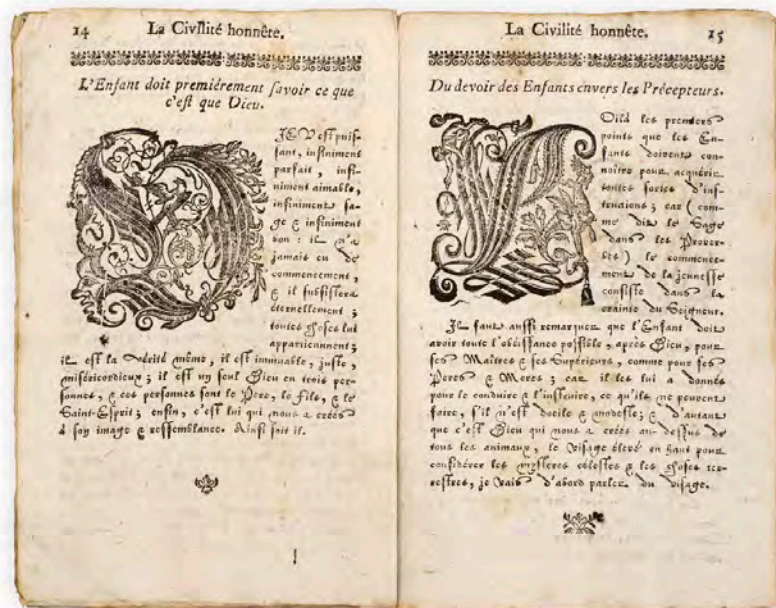 14 La Civilité honnête.
L'Enfant doit premiérement savoir ce que
c'est que Dieu.
DIEU est puis-
sant, infiniment
parfait, infi-
niment aimable,
infiniment sa-
ge & infiniment
bon : il n'a
jamais eu de
commencement,
& il subsistera
éternellement ;
toutes choses lui
appartiennent ;
il est la vérité même, il est immuable, juste,
miséricordieux ; il est un seul Dieu en trois per-
sonnes, & ces personnes sont le Père, le Fils, & le
Saint-Esprit ; enfin, c'est lui qui nous a créés
à son image & ressemblance. Ainsi soit il.
La Civilité honnête. 15
Du devoir des Enfants envers les Précepteurs.
Voilà les premiers
points que les En-
fants doivent con-
noître pour acquérir
toutes sortes d'ins-
truxions ; car ( com-
me dit le Sage
dans les Prover-
bes ) le commence-
ment de la jeunesse
consiste dans la
crainte du Seigneur.
Il faut aussi remarquer que l'Enfant doit
avoir toute l'obéissance possible, après Dieu, pour
ses Maîtres & ses Supérieurs, comme pour ses
Peres & Meres ; car il les lui a donnés
pour le conduire & l'instruire, ce qu'ils ne peuvent
faire, s'il n'est docile & modeste ; & d'autant
que c'est Dieu qui nous a créés au-dessus de
tous les animaux, le visage élevé en haut pour
considérer les mysteres célestes & les choses ter-
restres, je vais d'abord parler du visage.